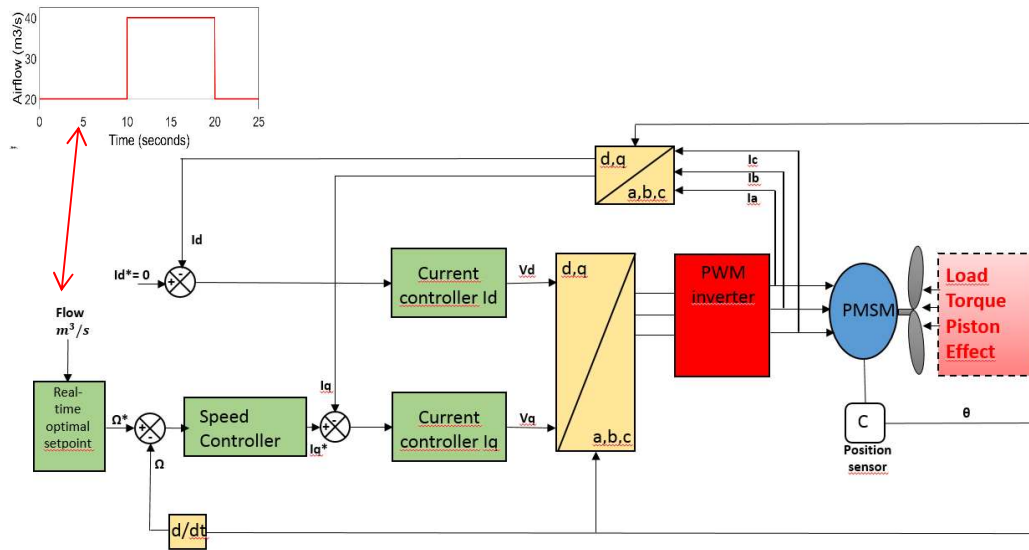 Airflow (m3/s)
40
30
20
0
5
10
15
20
25
Time (seconds)
d,q
a,b,c
Ic
Ib
Ia
Id
Id*= 0
+
-
Current
controller Id
Vd
d,q
a,b,c
PWM
inverter
PMSM
Load
Torque
Piston
Effect
Flow
m³/s
Real-
time
optimal
setpoint
Ω*
+
-
Ω
Speed
Controller
Iq
Iq*
+
-
Current
controller Iq
Vq
C
Position
sensor
θ
d/dt